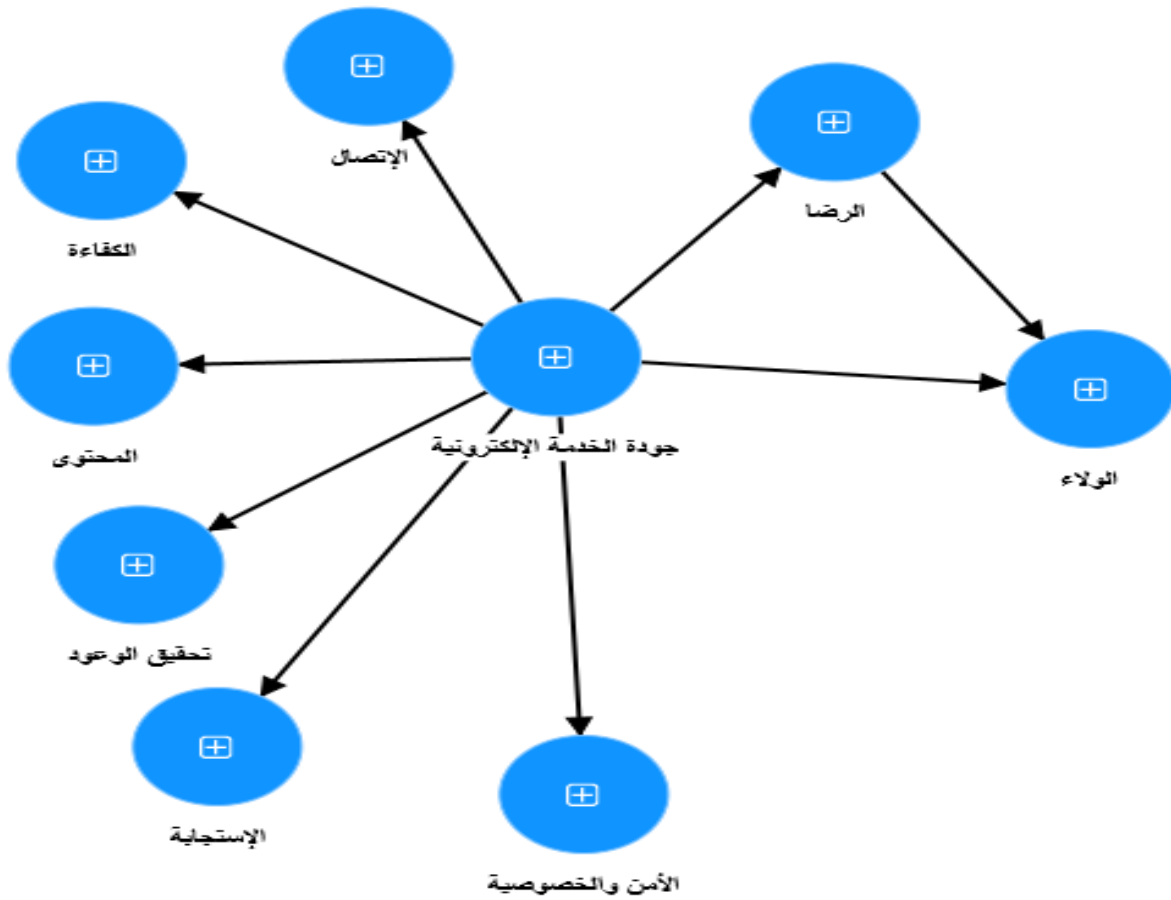 الإتصال
الرضا
الكفاءة
جودة الخدمة الإلكترونية
المحتوى
الولاء
تحقيق الوعود
الإستجابة
الأمن والخصوصية